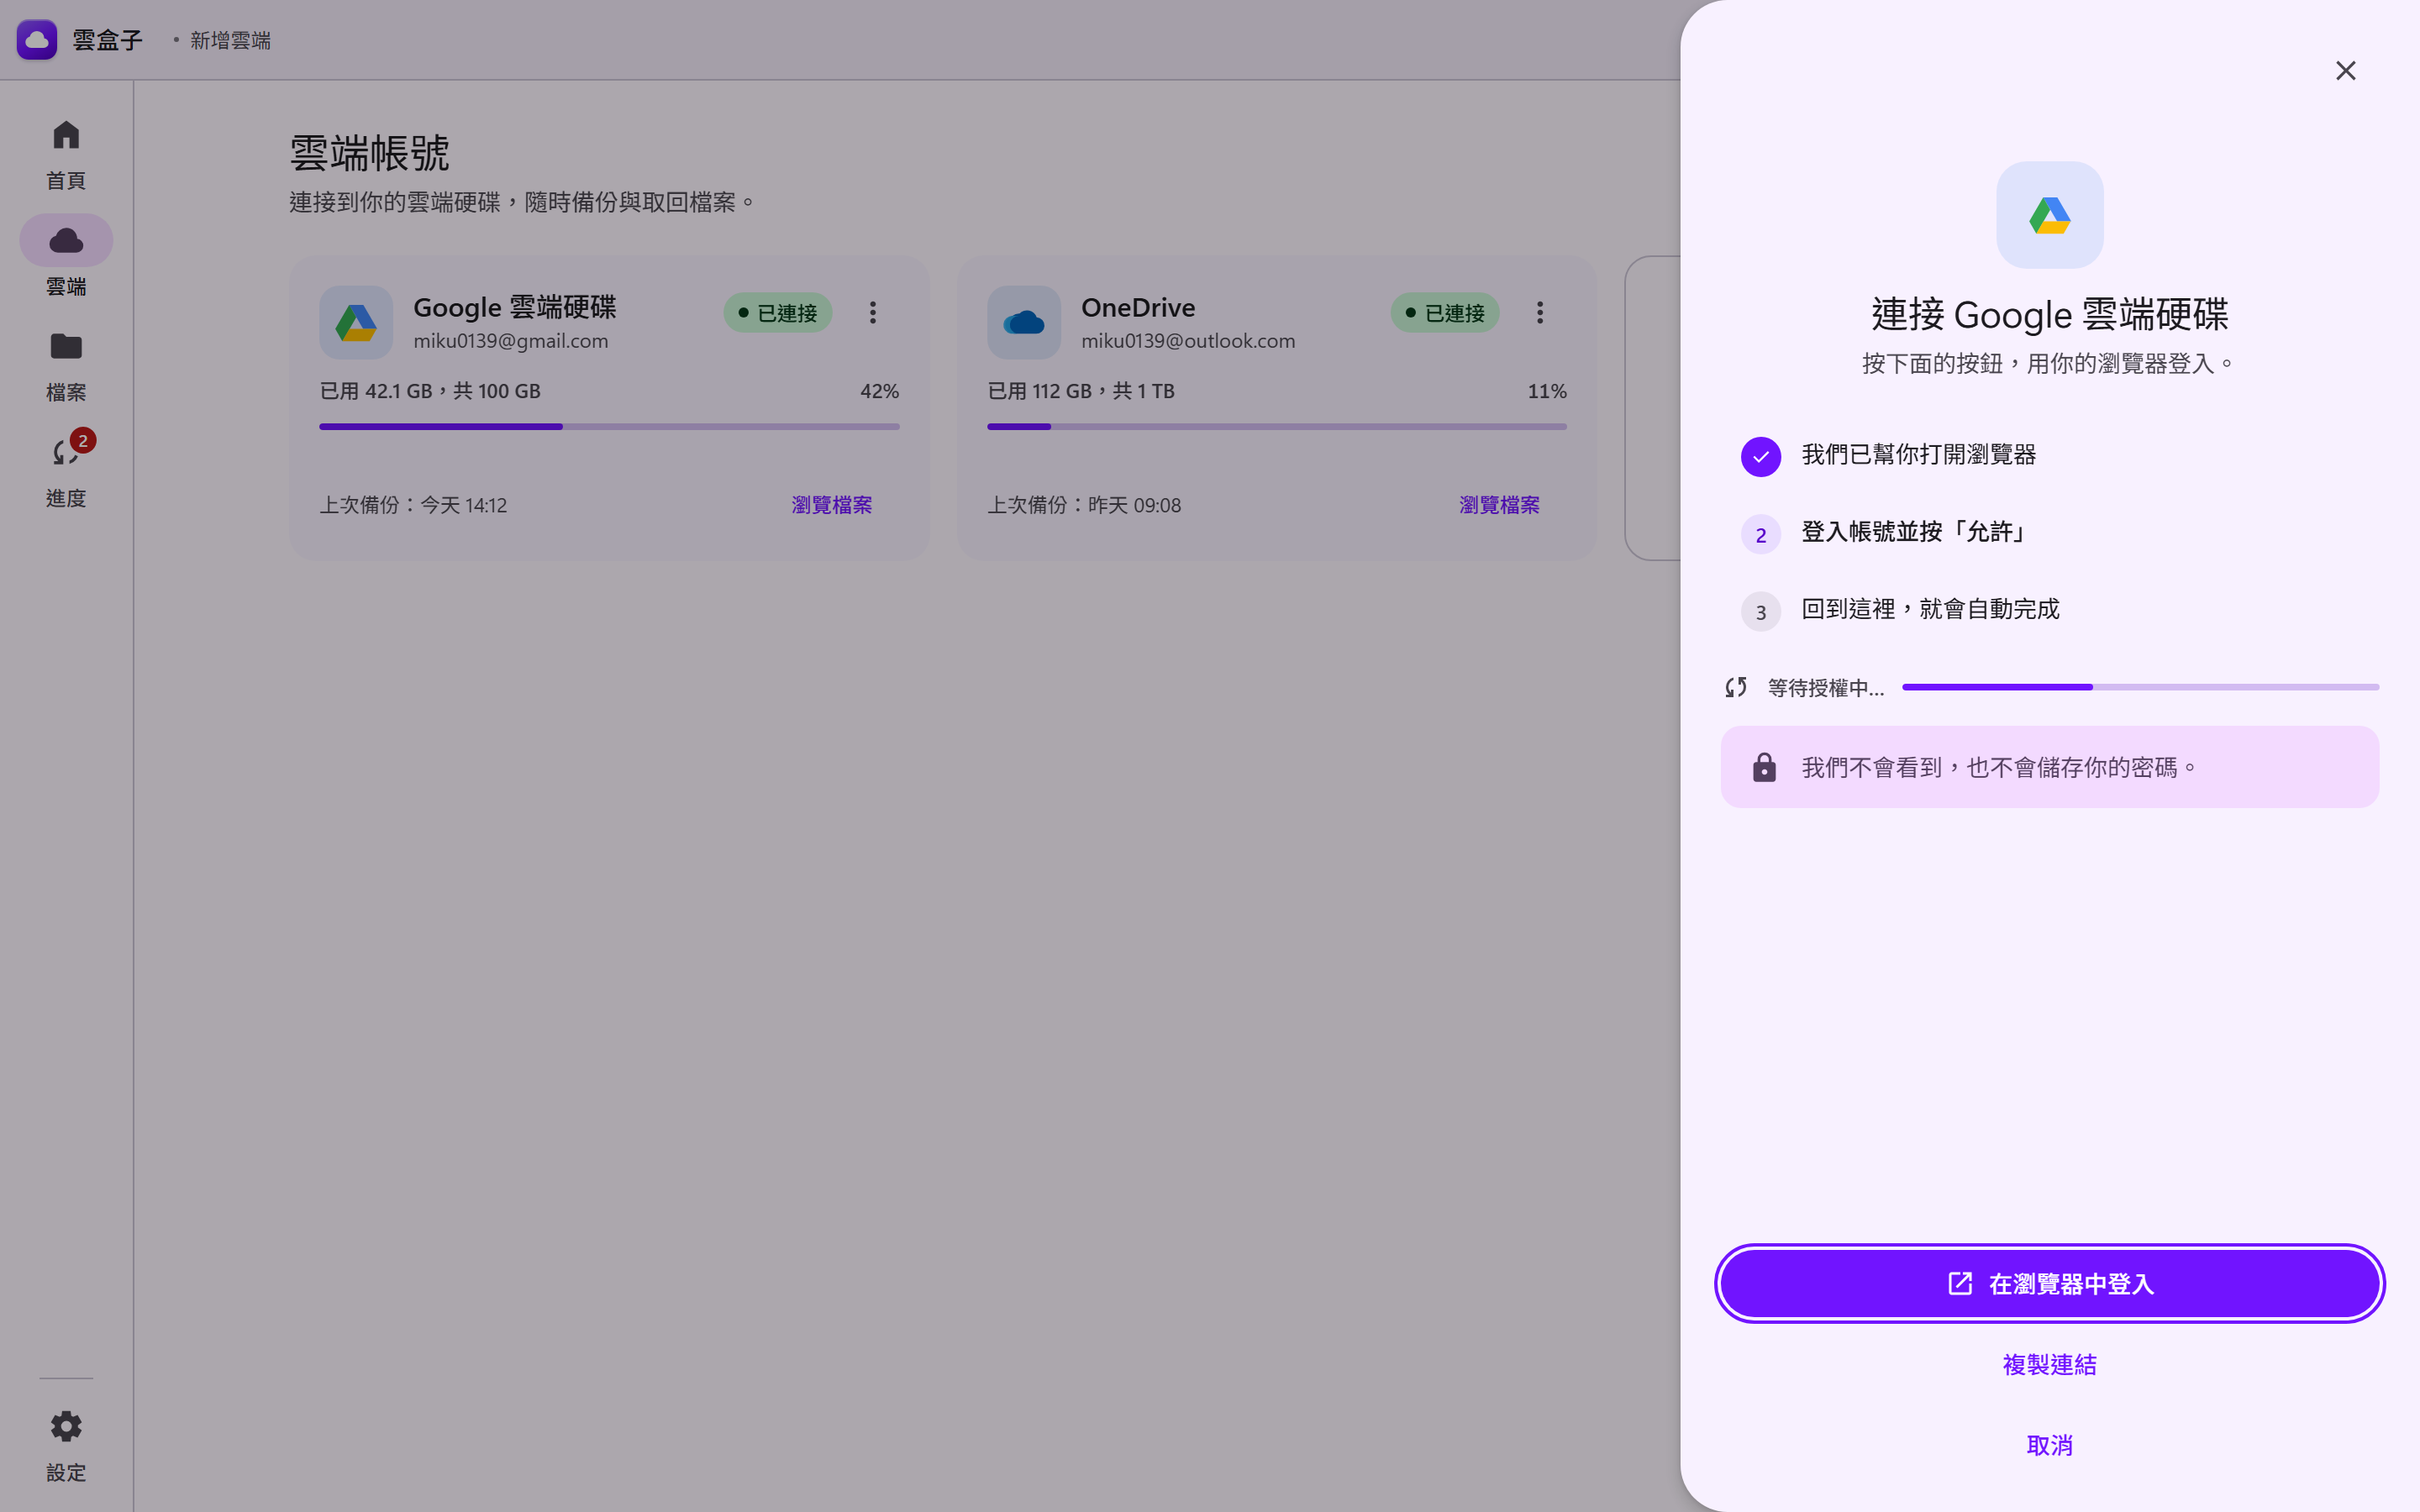 雲盒子
• 新增雲端
首頁
雲端
檔案
2
進度
設定
雲端帳號
連接到你的雲端硬碟，隨時備份與取回檔案。
Google 雲端硬碟
miku0139@gmail.com
已連接
已用 42.1 GB，共 100 GB
42%
上次備份：今天 14:12
瀏覽檔案
OneDrive
miku0139@outlook.com
已連接
已用 112 GB，共 1 TB
11%
上次備份：昨天 09:08
瀏覽檔案
連接 Google 雲端硬碟
按下面的按鈕，用你的瀏覽器登入。
我們已幫你打開瀏覽器
2 登入帳號並按「允許」
3 回到這裡，就會自動完成
等待授權中...
我們不會看到，也不會儲存你的密碼。
在瀏覽器中登入
複製連結
取消